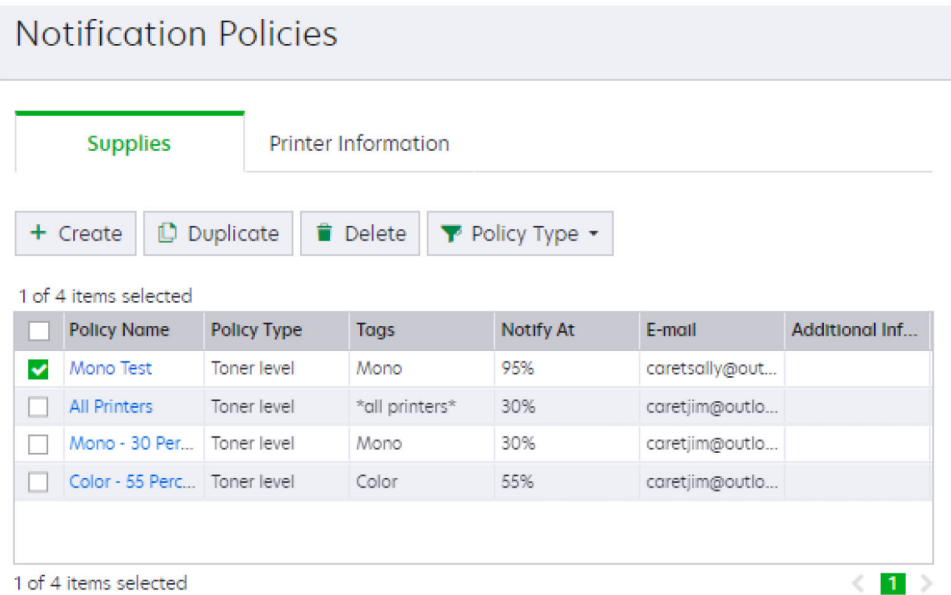 Notification Policies
Supplies Printer Information
+ Create Duplicate Delete Policy Type
1 of 4 items selected
Policy Name Policy Type Tags Notify At E-mail Additional Inf...
Mono Test Toner level Mono 95% caretsally@out...
All Printers Toner level *all printers* 30% caretjim@outlo...
Mono - 30 Per... Toner level Mono 30% caretjim@outlo...
Color - 55 Perc... Toner level Color 55% caretjim@outlo...
1 of 4 items selected < 1 >